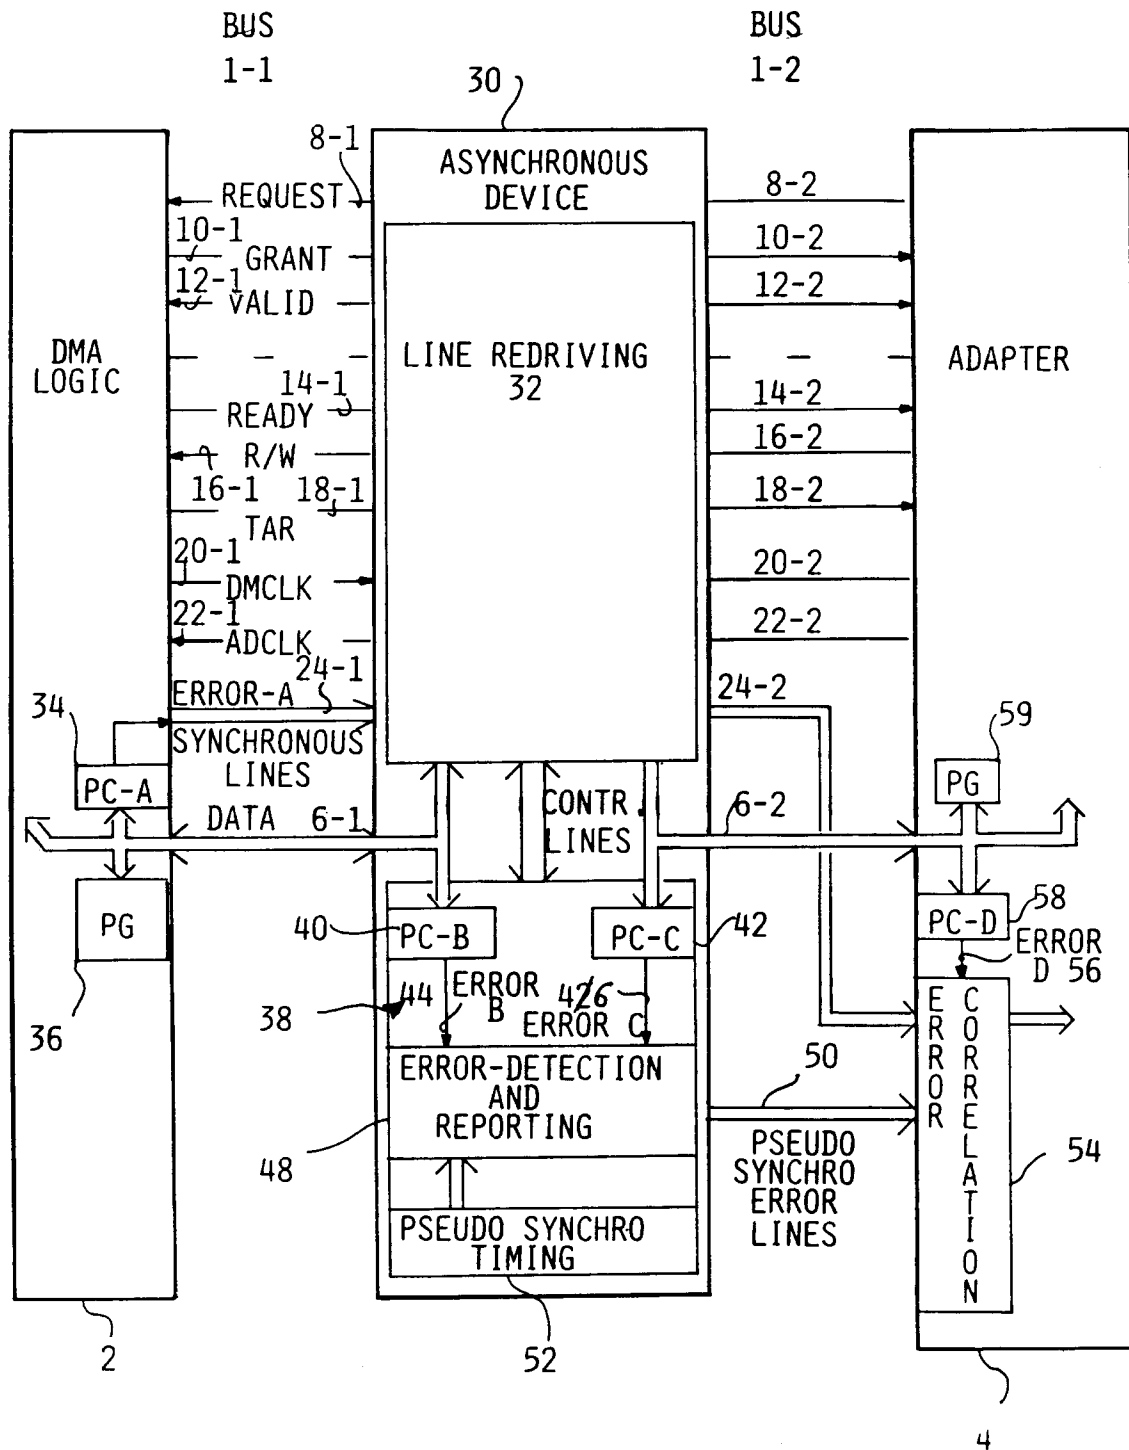 BUS
1-1
BUS
1-2
30
8-1
ASYNCHRONOUS
DEVICE
REQUEST
8-2
10-1
GRANT
10-2
12-1
VALID
12-2
DMA
LOGIC
LINE REDRIVING
32
ADAPTER
14-1
READY
14-2
R/W
16-2
16-1
18-1
TAR
18-2
20-1
DMCLK
20-2
22-1
ADCLK
22-2
24-1
ERROR-A
24-2
34
SYNCHRONOUS
LINES
59
PC-A
PG
DATA
6-1
CONTR.
LINES
6-2
PG
40
PC-B
PC-C
42
PC-D
58
ERROR
D 56
44
ERROR
B
ERROR C
38
36
ERROR
CORRELATION
ERROR-DETECTION
AND
REPORTING
50
48
PSEUDO
SYNCHRO
ERROR
LINES
54
PSEUDO SYNCHRO
TIMING
2
52
4